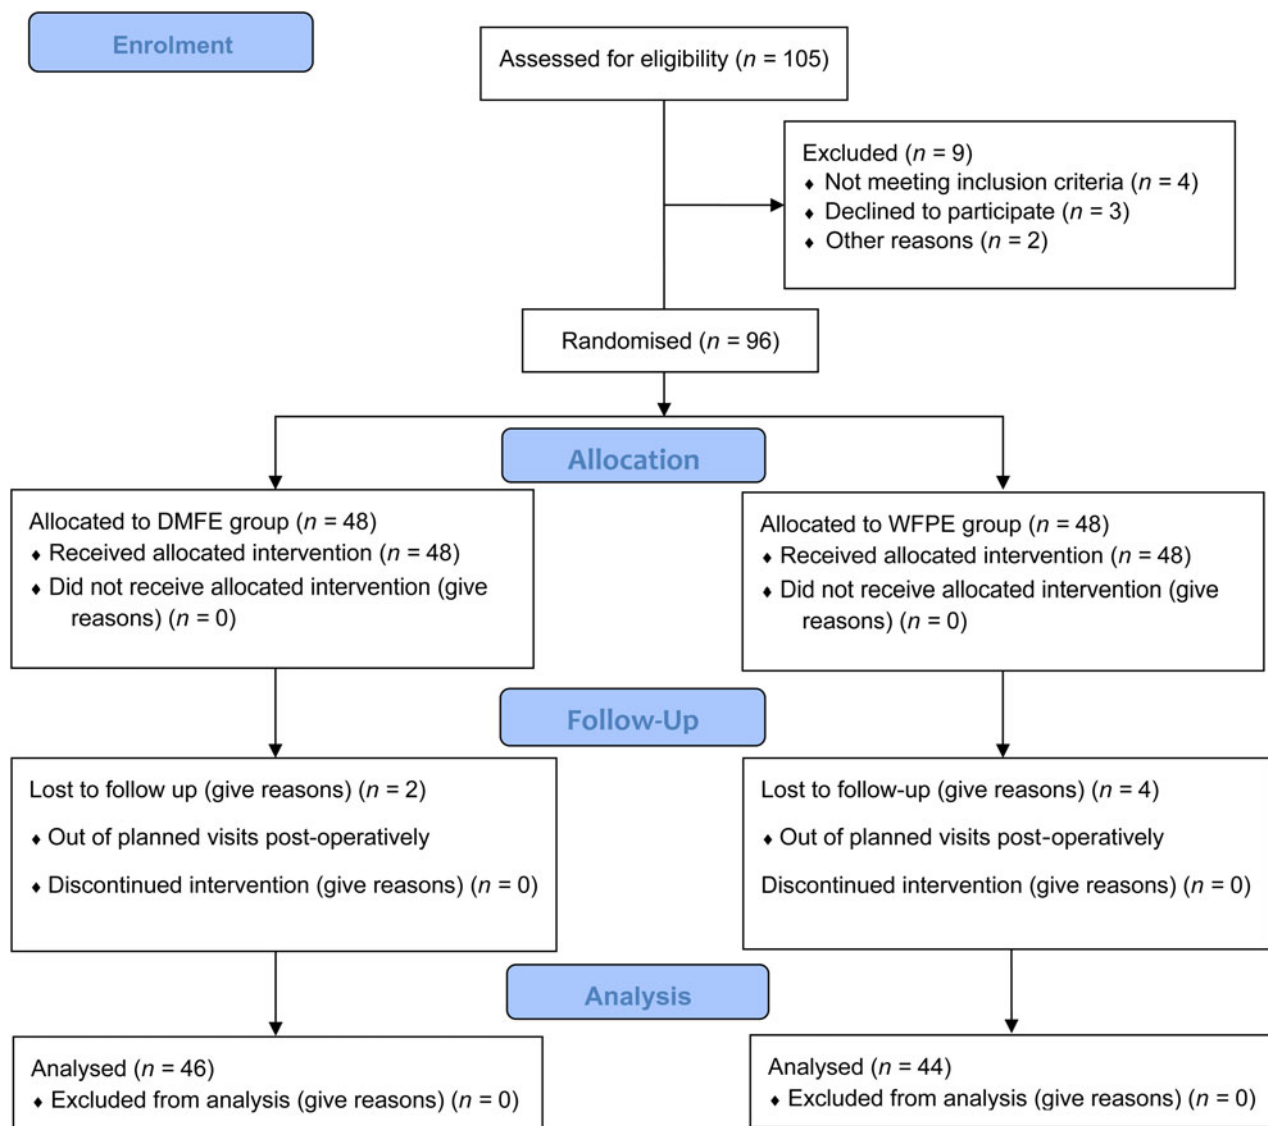 Enrolment
Assessed for eligibility (n = 105)
Excluded (n = 9)
♦ Not meeting inclusion criteria (n = 4)
♦ Declined to participate (n = 3)
♦ Other reasons (n = 2)
Randomised (n = 96)
Allocation
Allocated to DMFE group (n = 48)
♦ Received allocated intervention (n = 48)
♦ Did not receive allocated intervention (give
reasons) (n = 0)
Allocated to WFPE group (n = 48)
♦ Received allocated intervention (n = 48)
♦ Did not receive allocated intervention (give
reasons) (n = 0)
Follow-Up
Lost to follow up (give reasons) (n = 2)
♦ Out of planned visits post-operatively
♦ Discontinued intervention (give reasons) (n = 0)
Lost to follow-up (give reasons) (n = 4)
♦ Out of planned visits post-operatively
Discontinued intervention (give reasons) (n = 0)
Analysis
Analysed (n = 46)
♦ Excluded from analysis (give reasons) (n = 0)
Analysed (n = 44)
♦ Excluded from analysis (give reasons) (n = 0)